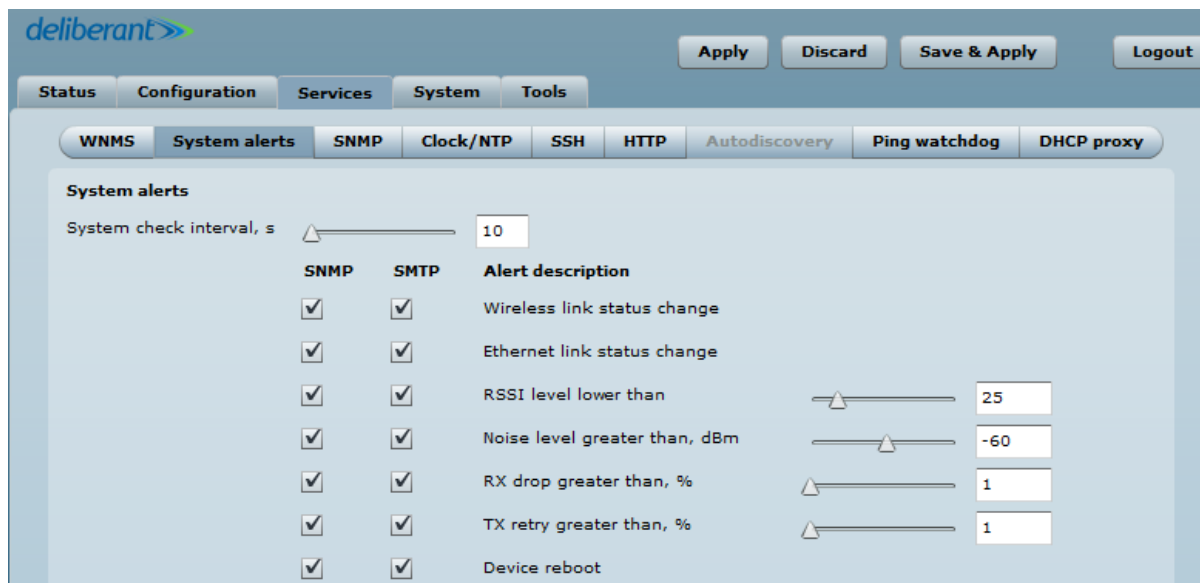 deliberant
Apply Discard Save & Apply Logout
Status Configuration Services System Tools
WNMS System alerts SNMP Clock/NTP SSH HTTP Autodiscovery Ping watchdog DHCP proxy
System alerts
System check interval, s 10
SNMP SMTP Alert description
Wireless link status change
Ethernet link status change
RSSI level lower than 25
Noise level greater than, dBm -60
RX drop greater than, % 1
TX retry greater than, % 1
Device reboot